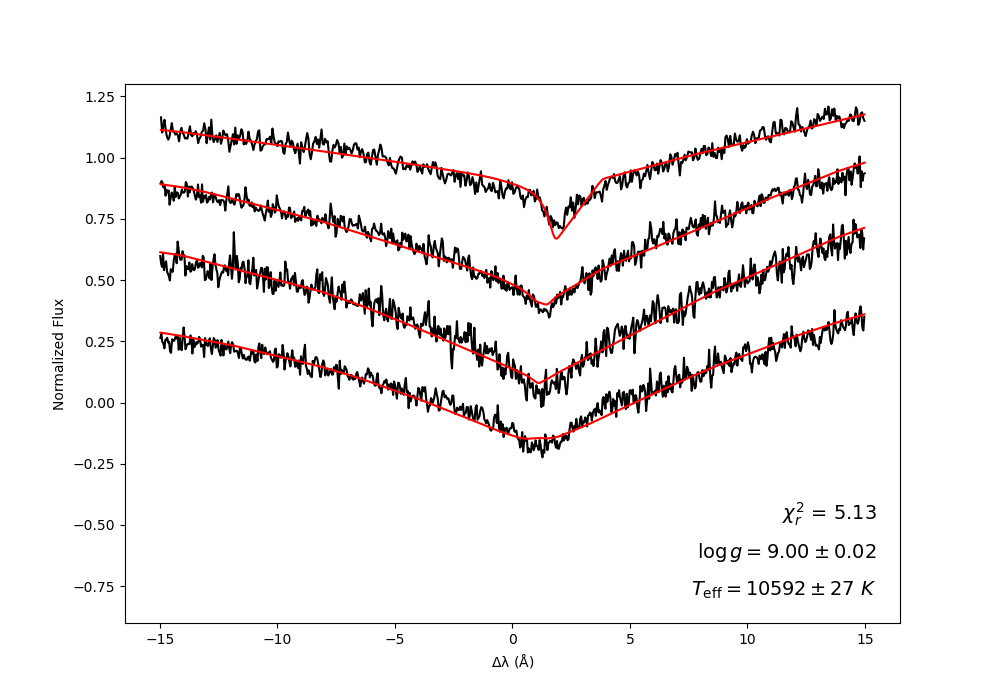 1.25
1.00
0.75
0.50
0.25
0.00
−0.25
−0.50
−0.75
Normalized Flux
χ²ᵣ = 5.13
log g = 9.00 ± 0.02
T_eff = 10592 ± 27 K
−15 −10 −5 0 5 10 15
Δλ (Å)